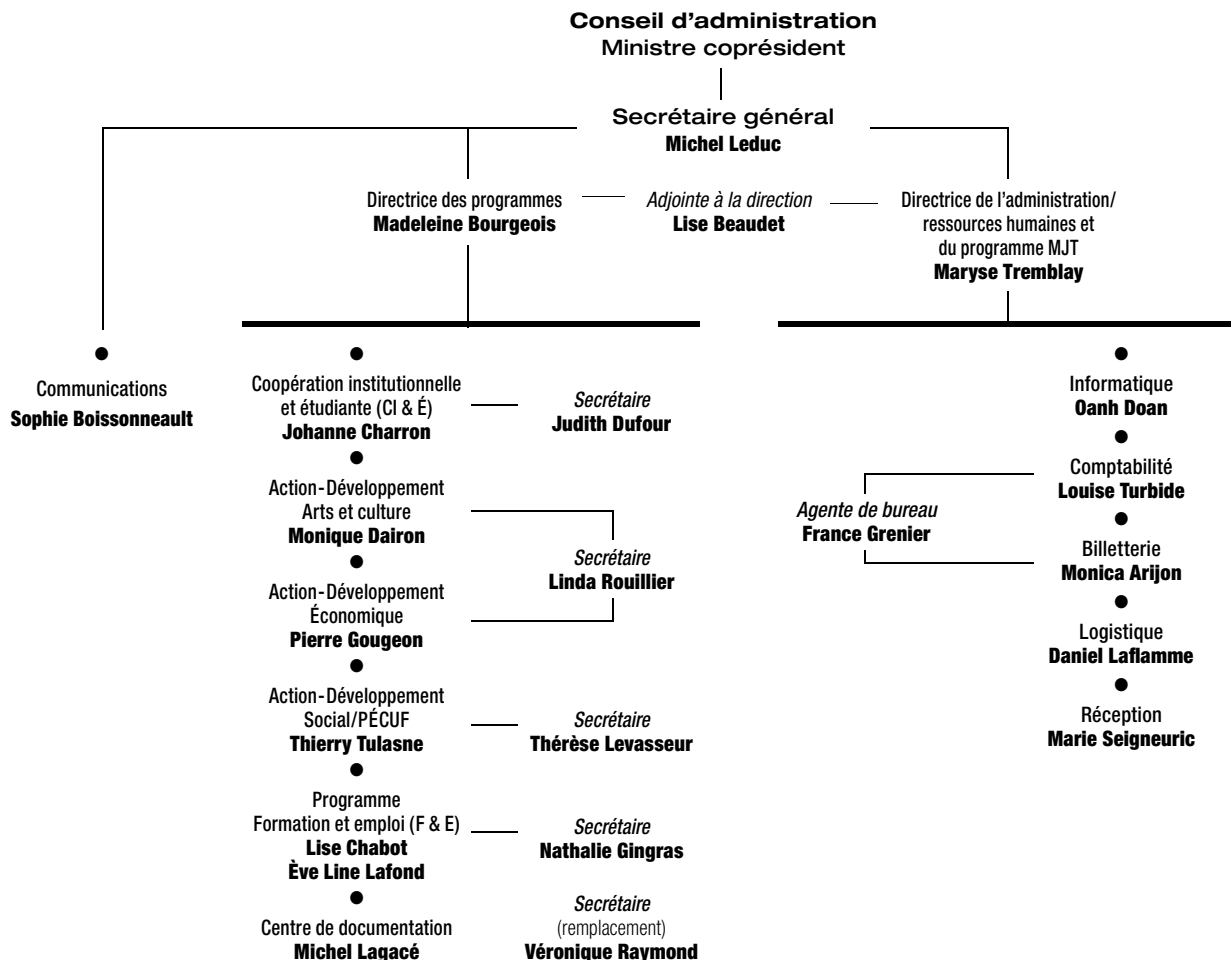 Conseil d'administration
Ministre coprésident
Secrétaire général
Michel Leduc
Directrice des programmes
Madeleine Bourgeois
Adjointe à la direction
Lise Beaudet
Directrice de l'administration/
ressources humaines et
du programme MJT
Maryse Tremblay
Communications
Sophie Boissonneault
Coopération institutionnelle
et étudiante (CI & É)
Johanne Charron
Secrétaire
Judith Dufour
Action-Développement
Arts et culture
Monique Dairon
Secrétaire
Linda Rouillier
Action-Développement
Économique
Pierre Gougeon
Action-Développement
Social/PÉCUF
Thierry Tulasne
Secrétaire
Thérèse Levasseur
Programme
Formation et emploi (F & E)
Lise Chabot
Ève Line Lafond
Secrétaire
Nathalie Gingras
Centre de documentation
Michel Lagacé
Secrétaire
(remplacement)
Véronique Raymond
Informatique
Oanh Doan
Comptabilité
Louise Turbide
Agente de bureau
France Grenier
Billetterie
Monica Arijon
Logistique
Daniel Laflamme
Réception
Marie Seigneuric